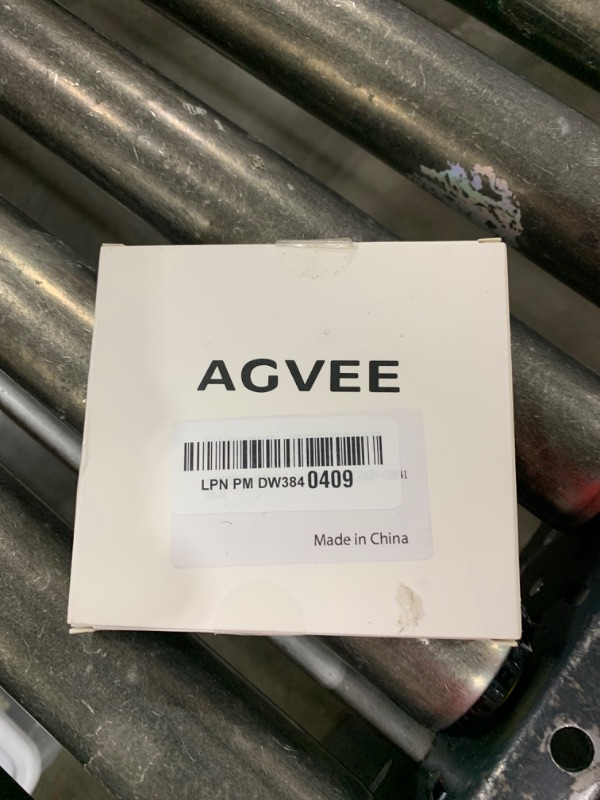 AGVEE
LPN PM DW384 0409
Made in China